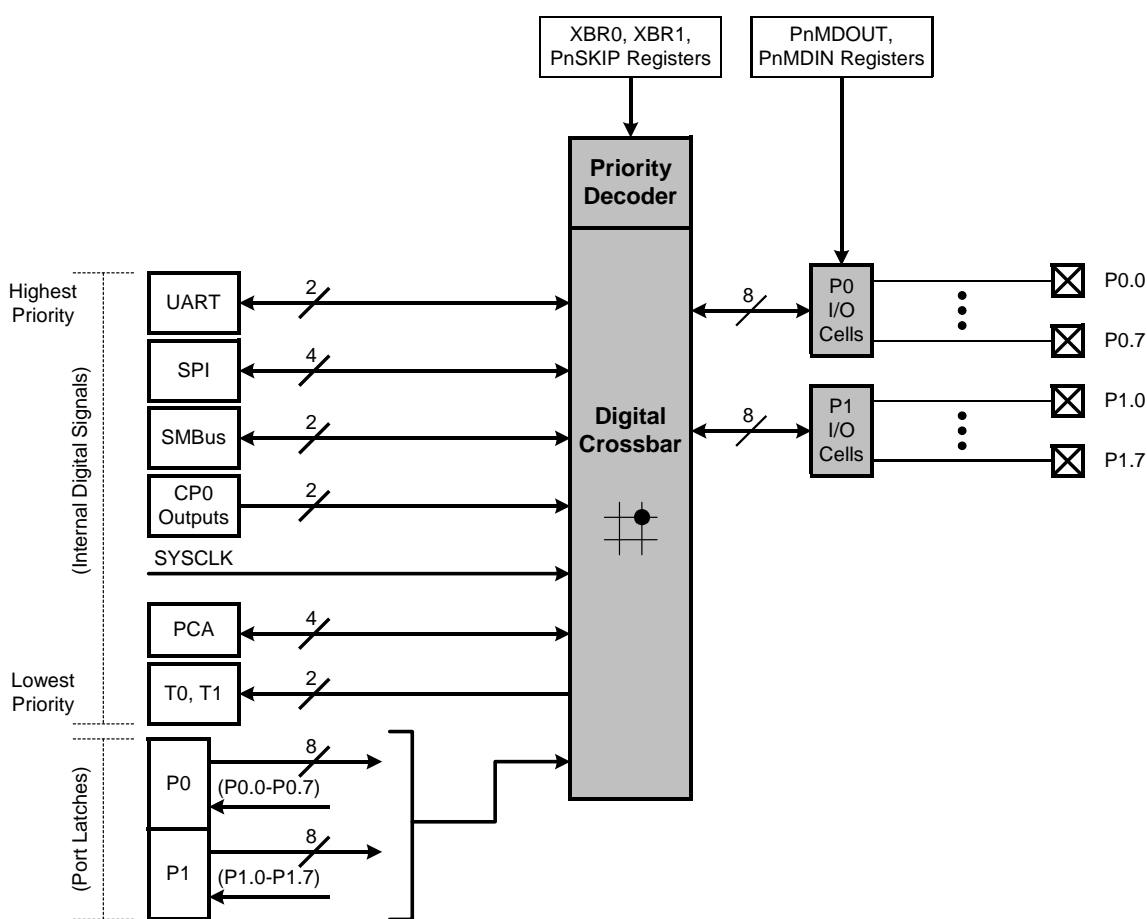 XBR0, XBR1,
PnSKIP Registers
PnMDOUT,
PnMDIN Registers
Priority
Decoder
Highest
Priority
UART
2
8
P0
I/O
Cells
P0.0
P0.7
SPI
4
SMBus
2
Digital
Crossbar
8
P1
I/O
Cells
P1.0
P1.7
(Internal Digital Signals)
CP0
Outputs
2
SYSCLK
PCA
4
Lowest
Priority
T0, T1
2
(Port Latches)
P0
8
(P0.0-P0.7)
P1
8
(P1.0-P1.7)